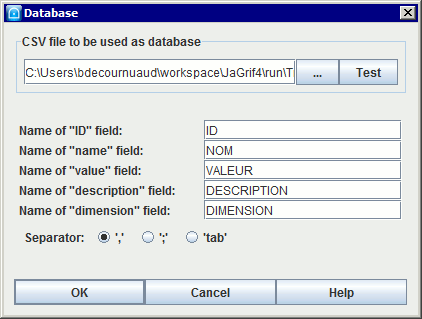 Database
CSV file to be used as database
C:\Users\bdecournuaud\workspace\JaGrif4\run\T ... Test
Name of "ID" field: ID
Name of "name" field: NOM
Name of "value" field: VALEUR
Name of "description" field: DESCRIPTION
Name of "dimension" field: DIMENSION
Separator: ',' ';' 'tab'
OK Cancel Help